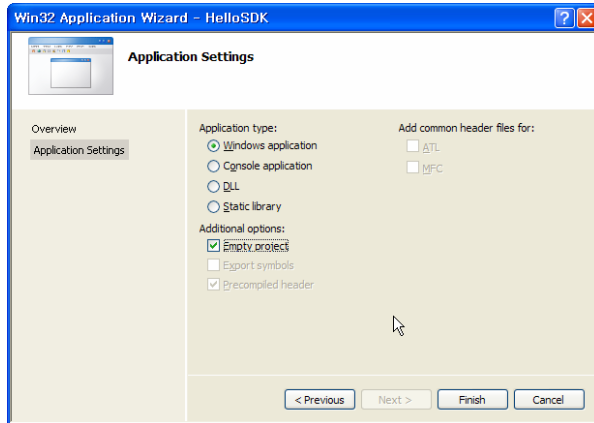 Win32 Application Wizard - HelloSDK
Application Settings
Overview
Application Settings
Application type:
Windows application
Console application
DLL
Static library
Additional options:
Empty project
Export symbols
Precompiled header
Add common header files for:
ATL
MFC
< Previous
Next >
Finish
Cancel